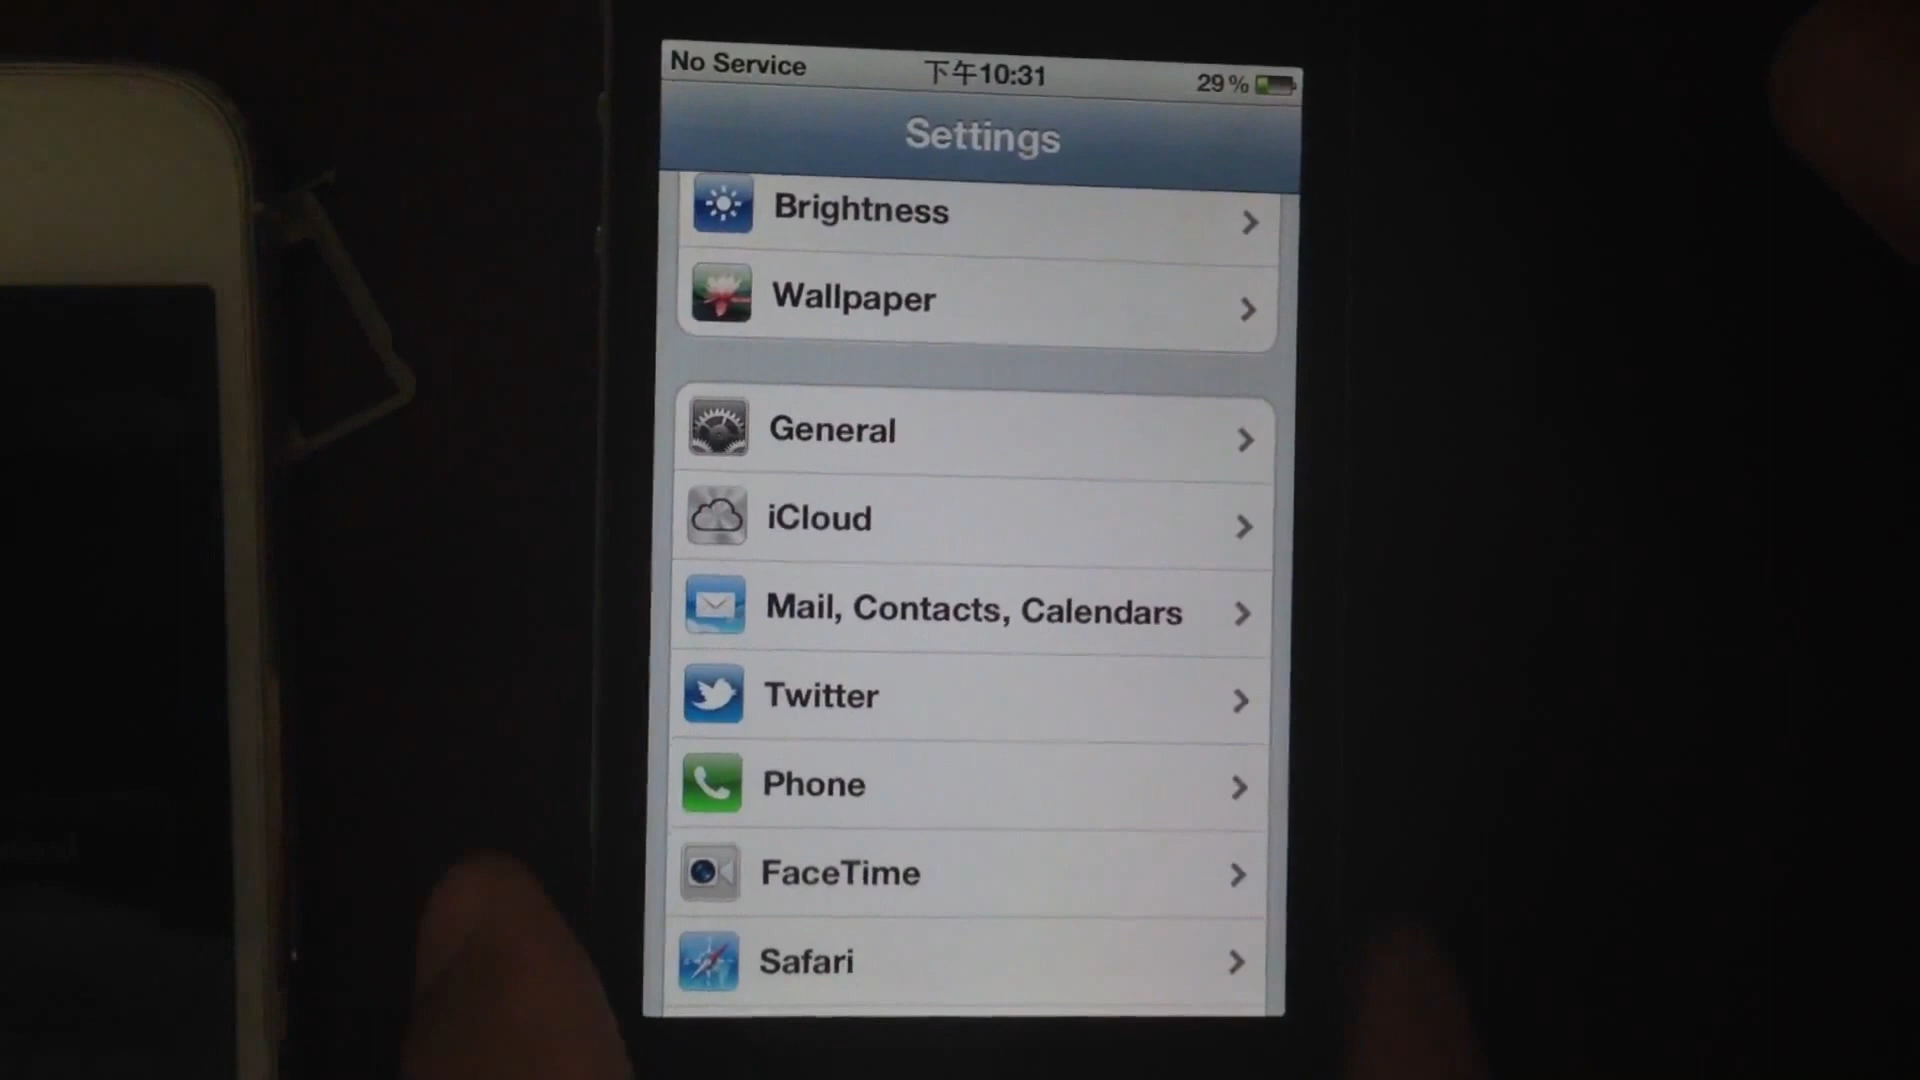 No Service 下午10:31 29%
Settings
Brightness
Wallpaper
General
iCloud
Mail, Contacts, Calendars
Twitter
Phone
FaceTime
Safari